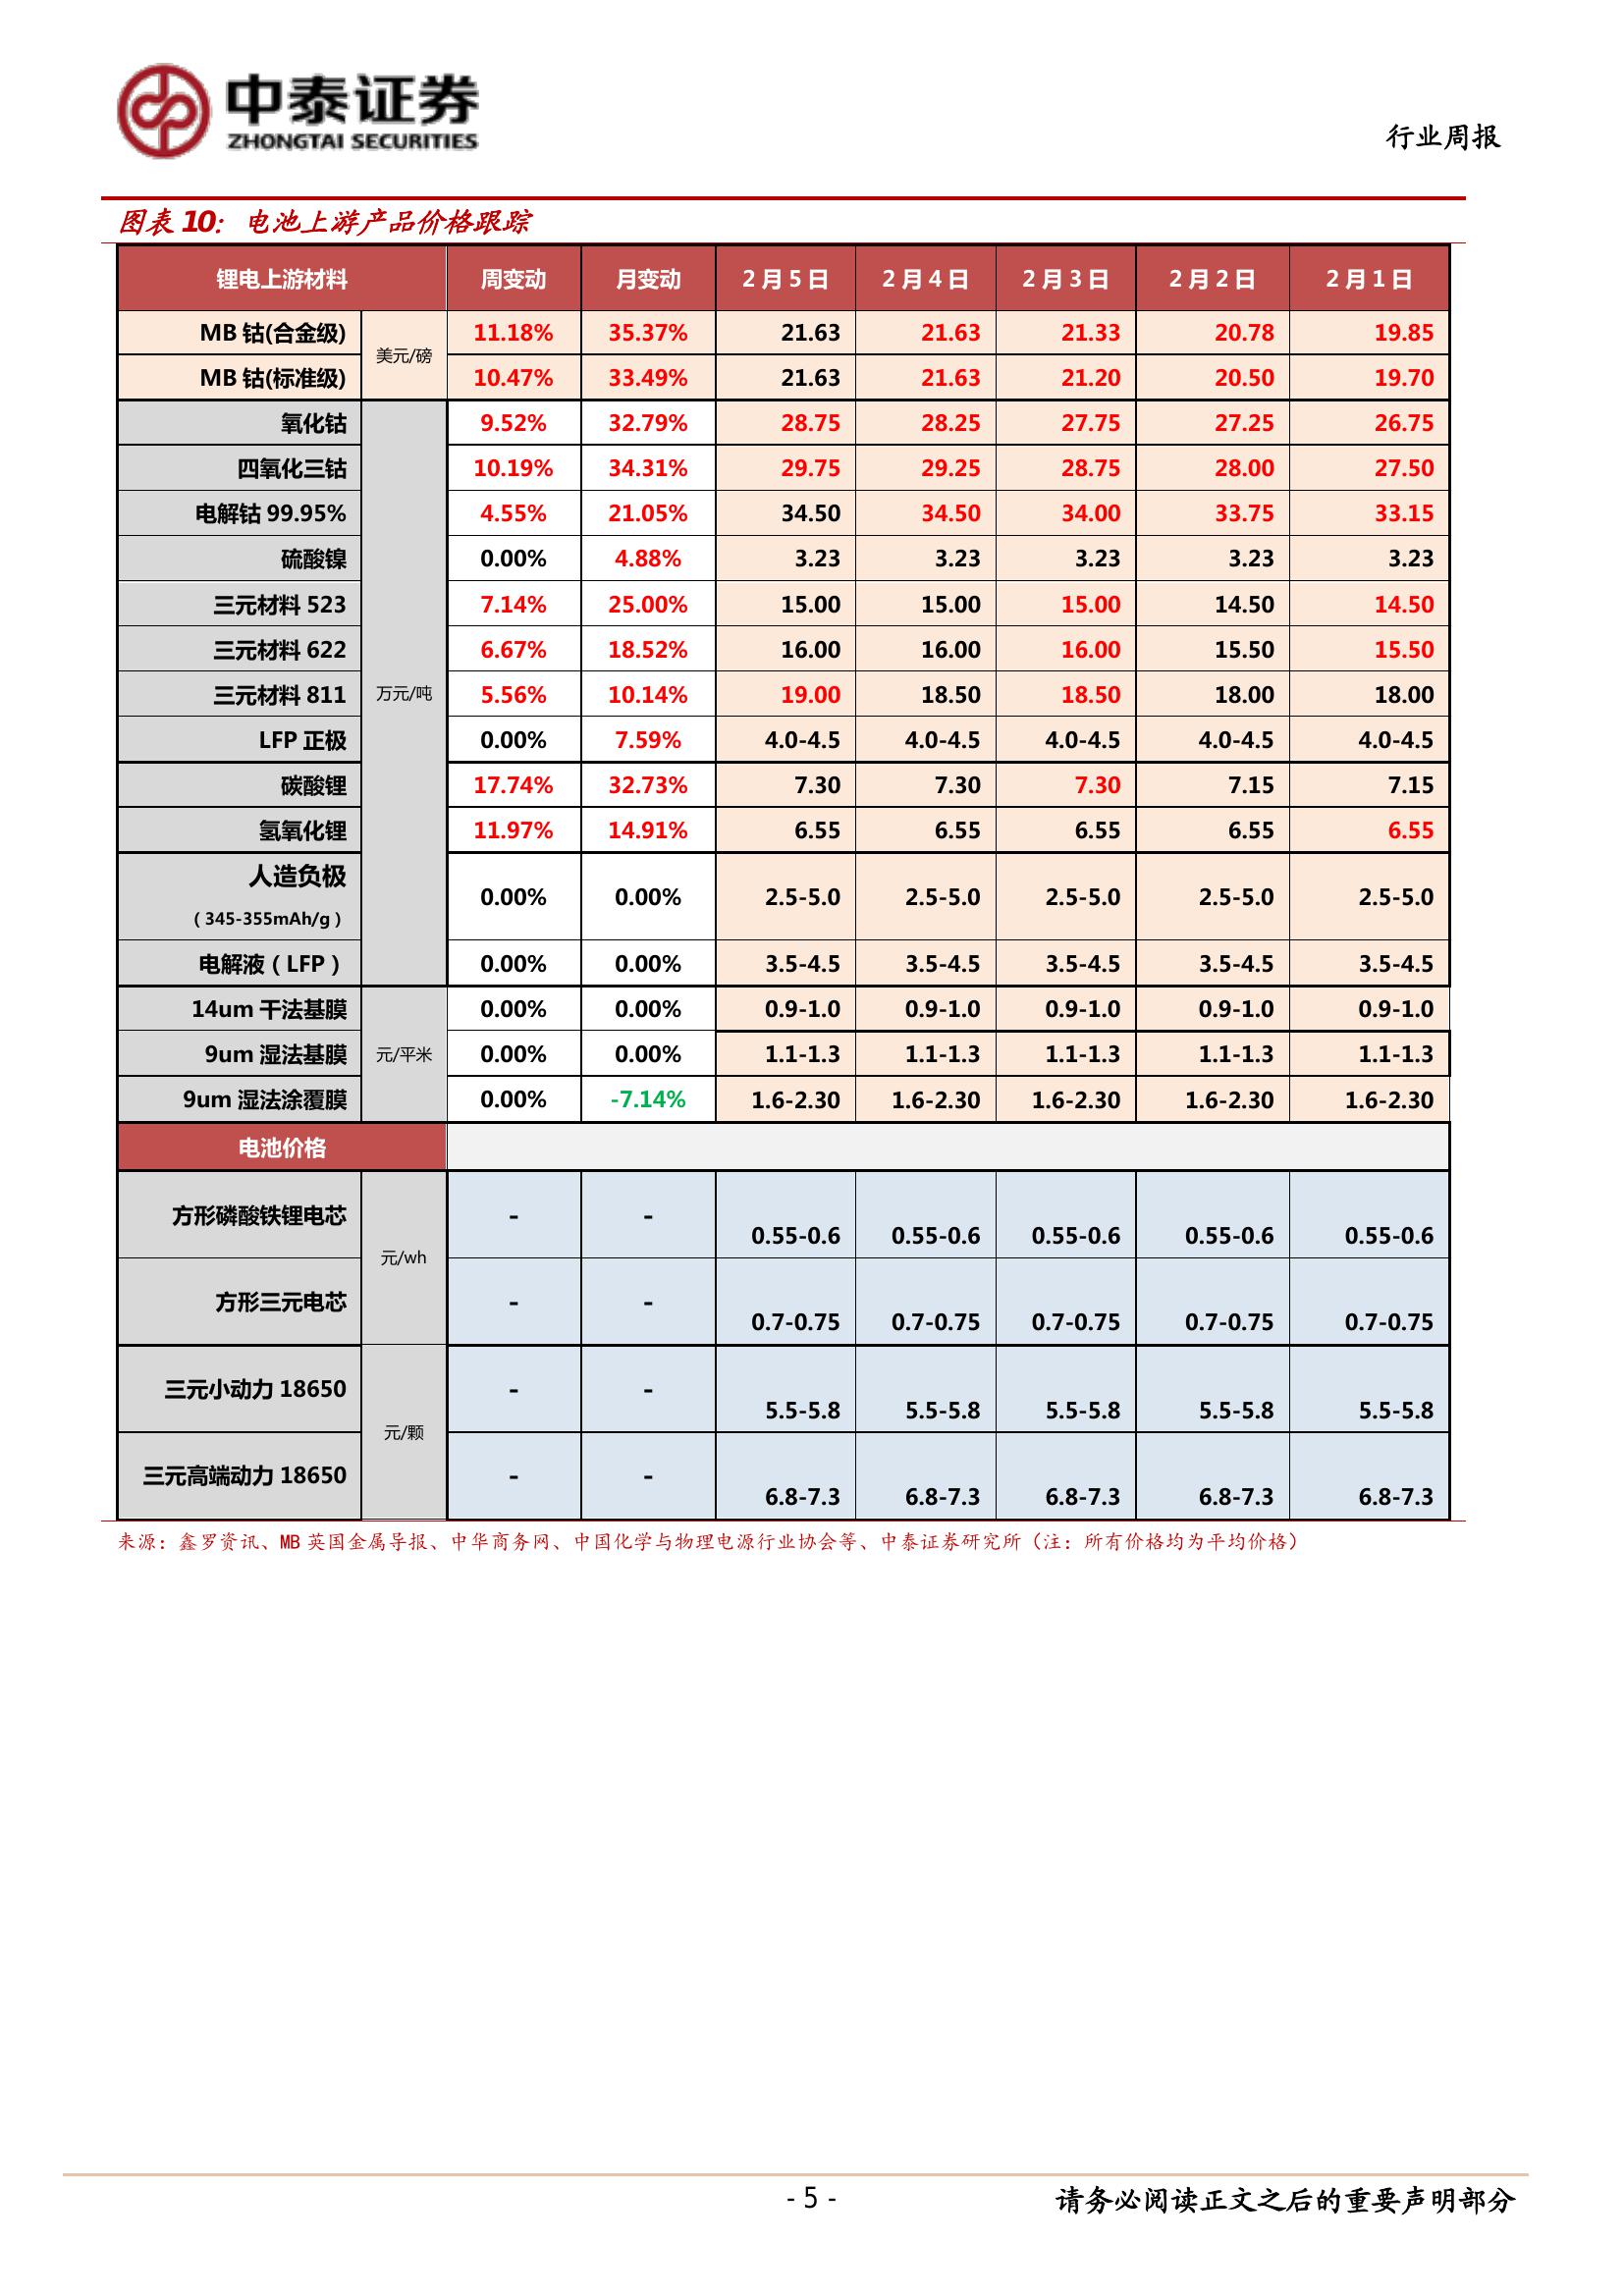 中泰证券
ZHONGTAI SECURITIES
行业周报
图表 10：电池上游产品价格跟踪
锂电上游材料 周变动 月变动 2 月 5 日 2 月 4 日 2 月 3 日 2 月 2 日 2 月 1 日
MB 钴(合金级) 美元/磅 11.18% 35.37% 21.63 21.63 21.33 20.78 19.85
MB 钴(标准级) 10.47% 33.49% 21.63 21.63 21.20 20.50 19.70
氧化钴 9.52% 32.79% 28.75 28.25 27.75 27.25 26.75
四氧化三钴 10.19% 34.31% 29.75 29.25 28.75 28.00 27.50
电解钴 99.95% 4.55% 21.05% 34.50 34.50 34.00 33.75 33.15
硫酸镍 0.00% 4.88% 3.23 3.23 3.23 3.23 3.23
三元材料 523 7.14% 25.00% 15.00 15.00 15.00 14.50 14.50
三元材料 622 6.67% 18.52% 16.00 16.00 16.00 15.50 15.50
三元材料 811 万元/吨 5.56% 10.14% 19.00 18.50 18.50 18.00 18.00
LFP 正极 0.00% 7.59% 4.0-4.5 4.0-4.5 4.0-4.5 4.0-4.5 4.0-4.5
碳酸锂 17.74% 32.73% 7.30 7.30 7.30 7.15 7.15
氢氧化锂 11.97% 14.91% 6.55 6.55 6.55 6.55 6.55
人造负极
（345-355mAh/g） 0.00% 0.00% 2.5-5.0 2.5-5.0 2.5-5.0 2.5-5.0 2.5-5.0
电解液（LFP） 0.00% 0.00% 3.5-4.5 3.5-4.5 3.5-4.5 3.5-4.5 3.5-4.5
14um 干法基膜 0.00% 0.00% 0.9-1.0 0.9-1.0 0.9-1.0 0.9-1.0 0.9-1.0
9um 湿法基膜 元/平米 0.00% 0.00% 1.1-1.3 1.1-1.3 1.1-1.3 1.1-1.3 1.1-1.3
9um 湿法涂覆膜 0.00% -7.14% 1.6-2.30 1.6-2.30 1.6-2.30 1.6-2.30 1.6-2.30
电池价格
方形磷酸铁锂电芯 元/wh - - 0.55-0.6 0.55-0.6 0.55-0.6 0.55-0.6 0.55-0.6
方形三元电芯 - - 0.7-0.75 0.7-0.75 0.7-0.75 0.7-0.75 0.7-0.75
三元小动力 18650 元/颗 - - 5.5-5.8 5.5-5.8 5.5-5.8 5.5-5.8 5.5-5.8
三元高端动力 18650 - - 6.8-7.3 6.8-7.3 6.8-7.3 6.8-7.3 6.8-7.3
来源：鑫罗资讯、MB 英国金属导报、中华商务网、中国化学与物理电源行业协会等、中泰证券研究所（注：所有价格均为平均价格）
- 5 -
请务必阅读正文之后的重要声明部分